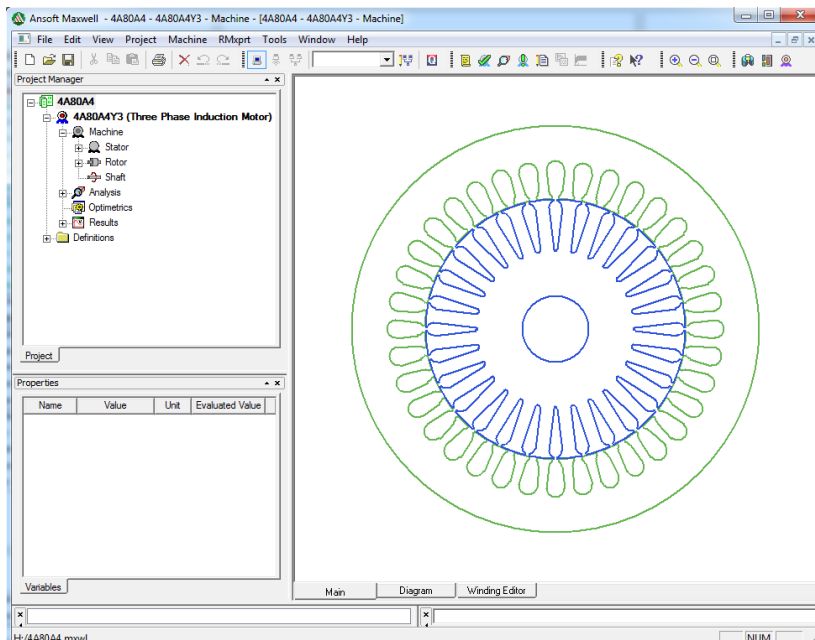 Ansoft Maxwell - 4A80A4 - 4A80A4Y3 - Machine - [4A80A4 - 4A80A4Y3 - Machine]
File Edit View Project Machine RMxprt Tools Window Help
Project Manager
4A80A4
4A80A4Y3 (Three Phase Induction Motor)
Machine
Stator
Rotor
Shaft
Analysis
Optimetrics
Results
Definitions
Project
Properties
Name Value Unit Evaluated Value
Variables
Main Diagram Winding Editor
H:/4A80A4.mxwl NUM